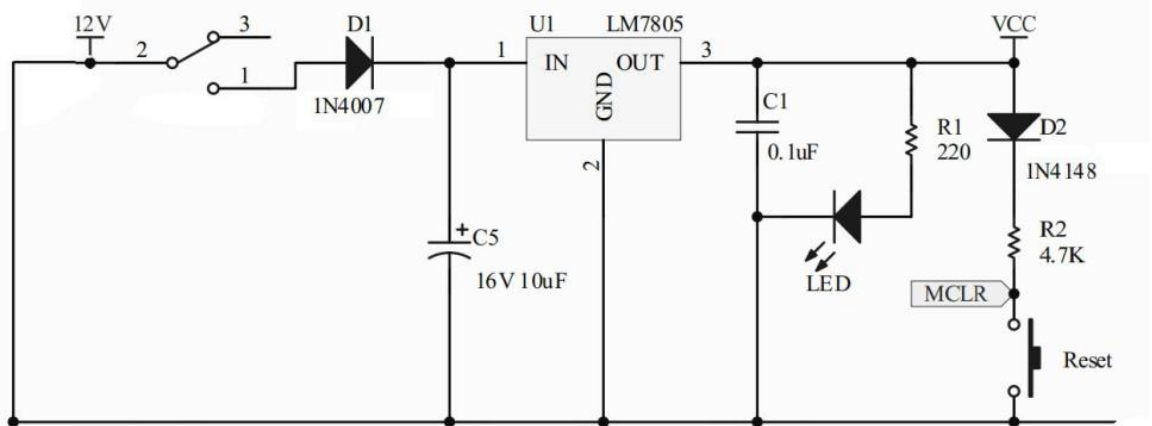 12V
2
3
1
D1
1N4007
1
U1
LM7805
IN
OUT
GND
2
3
+
C5
16V 10uF
C1
0.1uF
LED
R1
220
VCC
D2
1N4148
R2
4.7K
MCLR
Reset